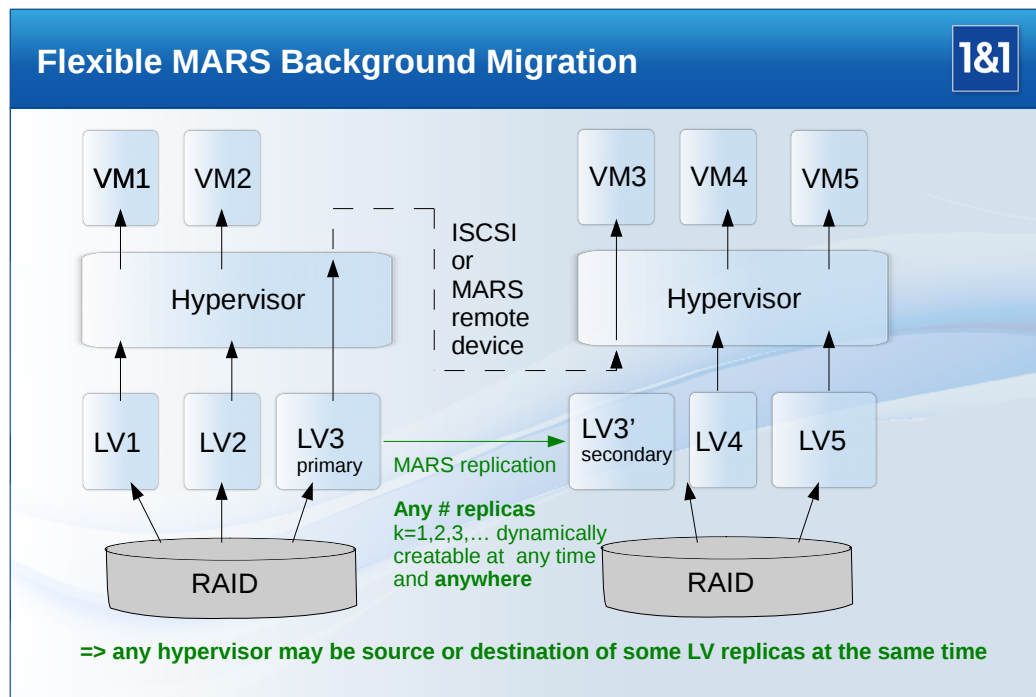 Flexible MARS Background Migration
1&1
VM1
VM2
VM3
VM4
VM5
ISCSI
or
MARS
remote
device
Hypervisor
Hypervisor
LV1
LV2
LV3
primary
LV3’
secondary
LV4
LV5
MARS replication
Any # replicas
k=1,2,3,… dynamically
creatable at any time
and anywhere
RAID
RAID
=> any hypervisor may be source or destination of some LV replicas at the same time